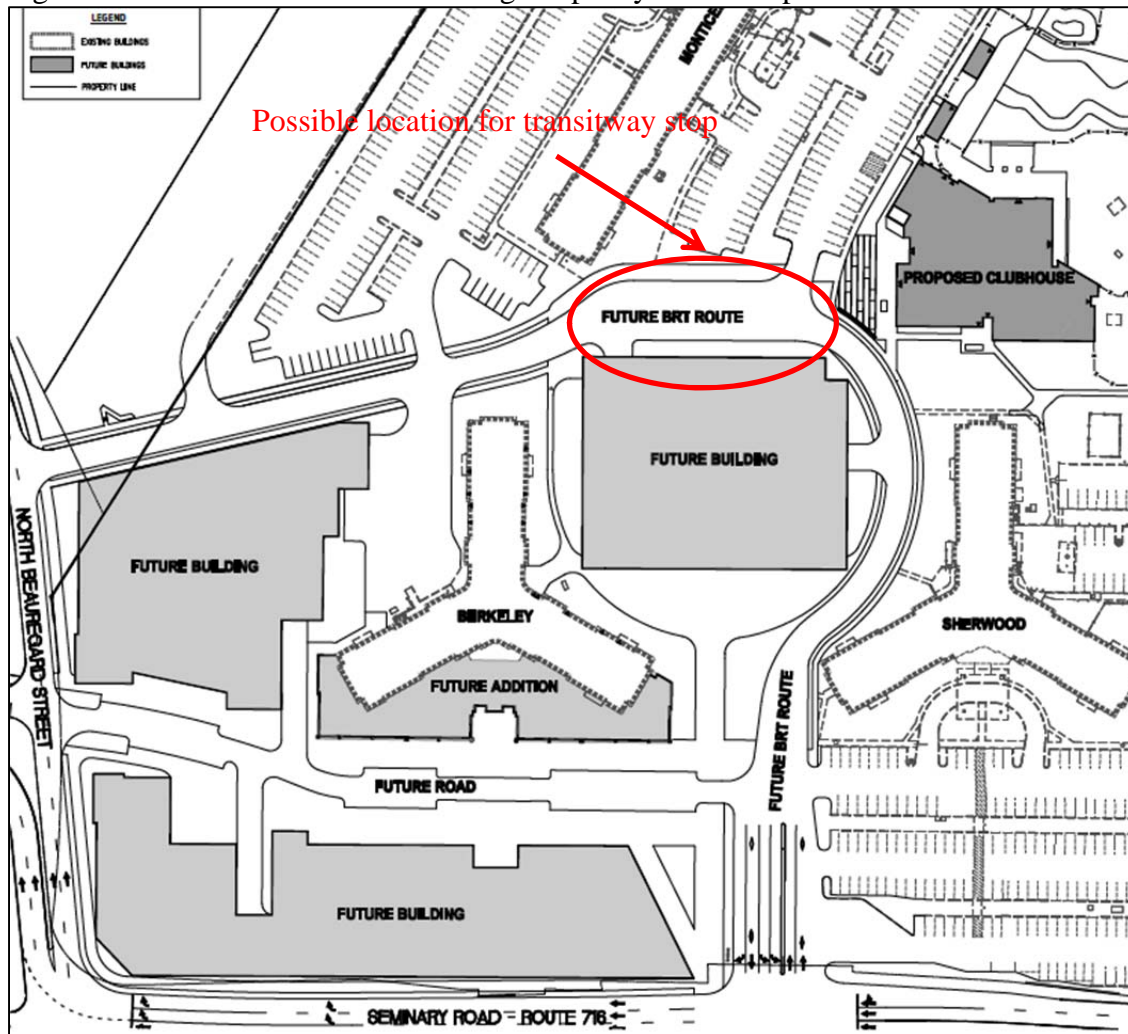 LEGEND
EXISTING BUILDINGS
FUTURE BUILDINGS
PROPERTY LINE
Possible location for transitway stop
PROPOSED CLUBHOUSE
FUTURE BRT ROUTE
FUTURE BUILDING
FUTURE BUILDING
NORTH BEAUREGARD STREET
BERKELEY
SHERWOOD
FUTURE ADDITION
FUTURE BRT ROUTE
FUTURE ROAD
FUTURE BUILDING
SEMINARY ROAD - ROUTE 716